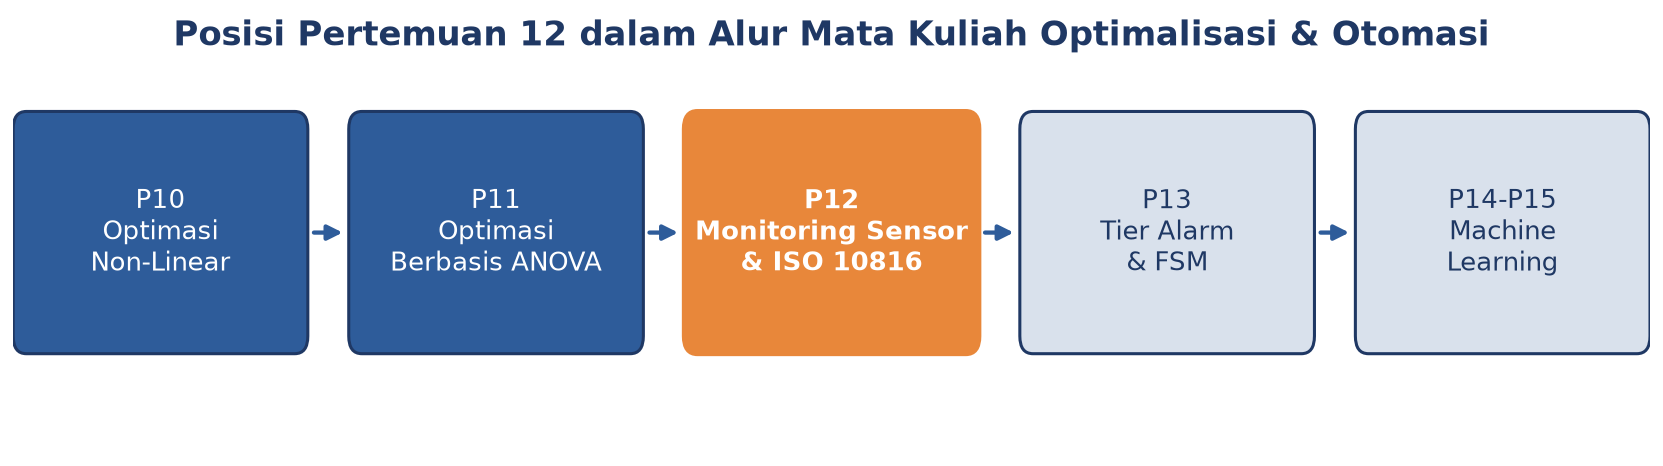 Posisi Pertemuan 12 dalam Alur Mata Kuliah Optimalisasi & Otomasi
P10
Optimasi
Non-Linear
P11
Optimasi
Berbasis ANOVA
P12
Monitoring Sensor
& ISO 10816
P13
Tier Alarm
& FSM
P14-P15
Machine
Learning